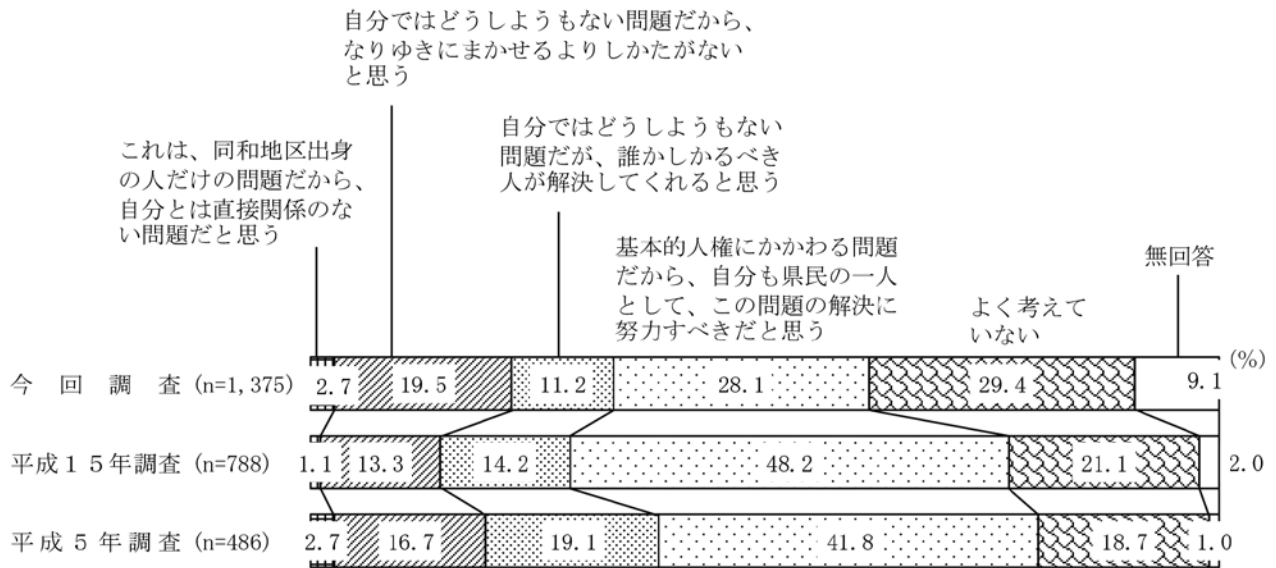 自分ではどうしようもない問題だから、
なりゆきにまかせるよりしかたがない
と思う
自分ではどうしようもない
問題だが、誰かしかるべき
人が解決してくれると思う
これは、同和地区出身
の人だけの問題だから、
自分とは直接関係のな
い問題だと思う
基本的人権にかかわる問題
だから、自分も県民の一人
として、この問題の解決に
努力すべきだと思う
よく考えて
いない
無回答
(%)
今回調査 (n=1,375) 2.7 19.5 11.2 28.1 29.4 9.1
平成15年調査 (n=788) 1.1 13.3 14.2 48.2 21.1 2.0
平成5年調査 (n=486) 2.7 16.7 19.1 41.8 18.7 1.0